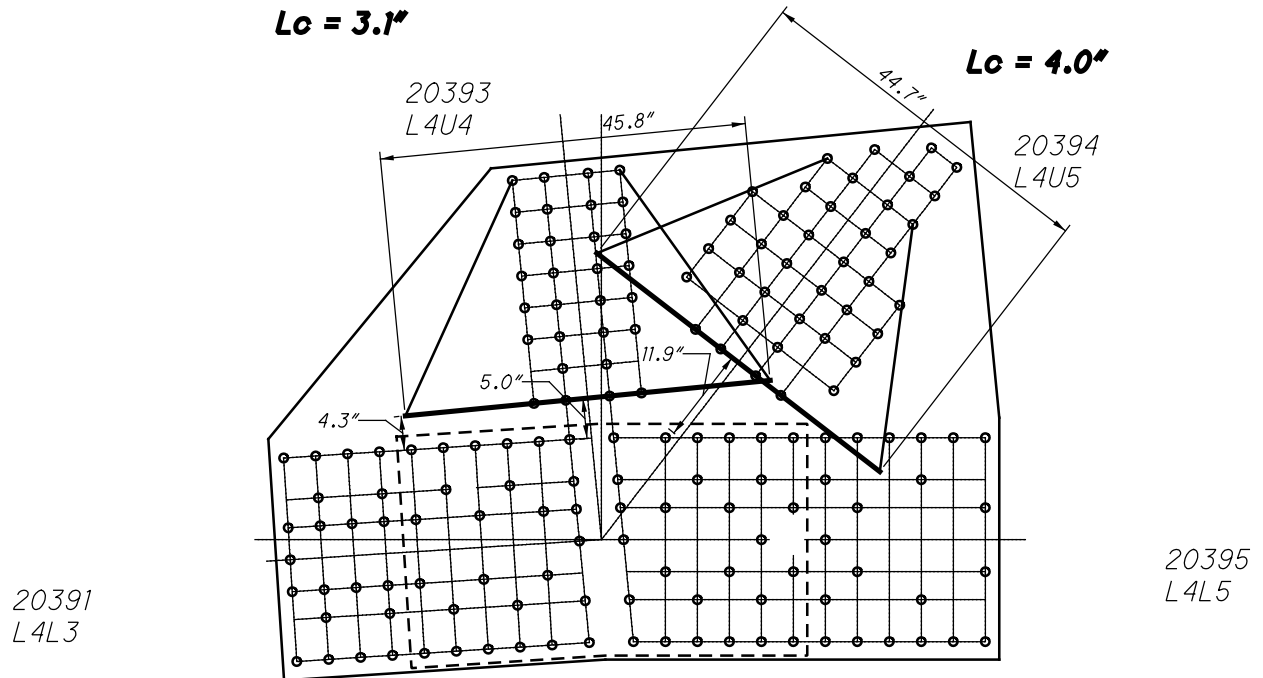 Lc = 3.1"
Lc = 4.0"
44.7"
20393
L4U4
45.8"
20394
L4U5
11.9"
5.0"
4.3"
20391
L4L3
20395
L4L5